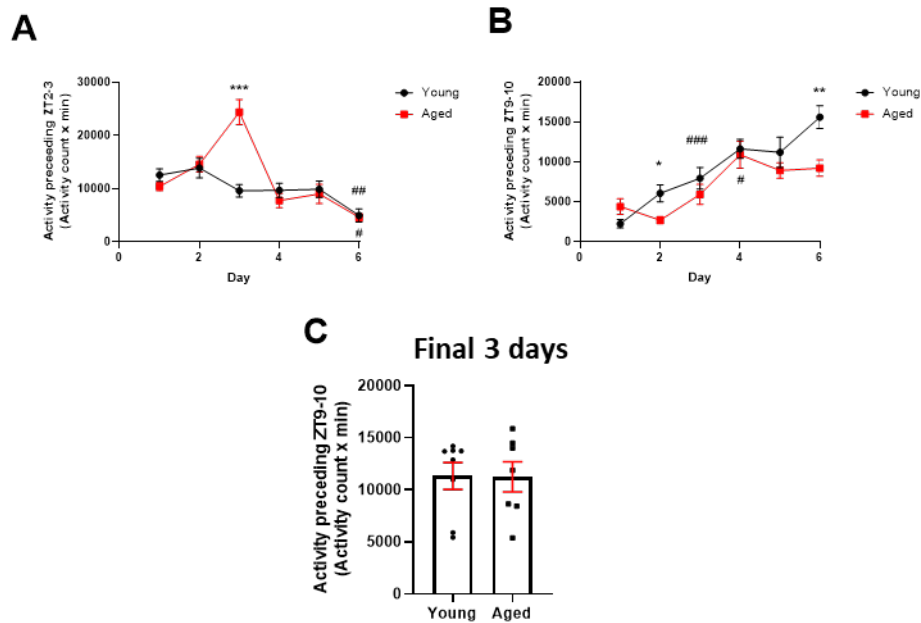 A
Activity preceeding ZT2-3
(Activity count x min)
30000
20000
10000
0
0
2
4
6
Day
***
##
#
Young
Aged
B
Activity preceding ZT9-10
(Activity count x min)
20000
15000
10000
5000
0
0
2
4
6
Day
*
###
#
**
Young
Aged
C
Final 3 days
Activity preceding ZT9-10
(Activity count x min)
20000
15000
10000
5000
0
Young
Aged